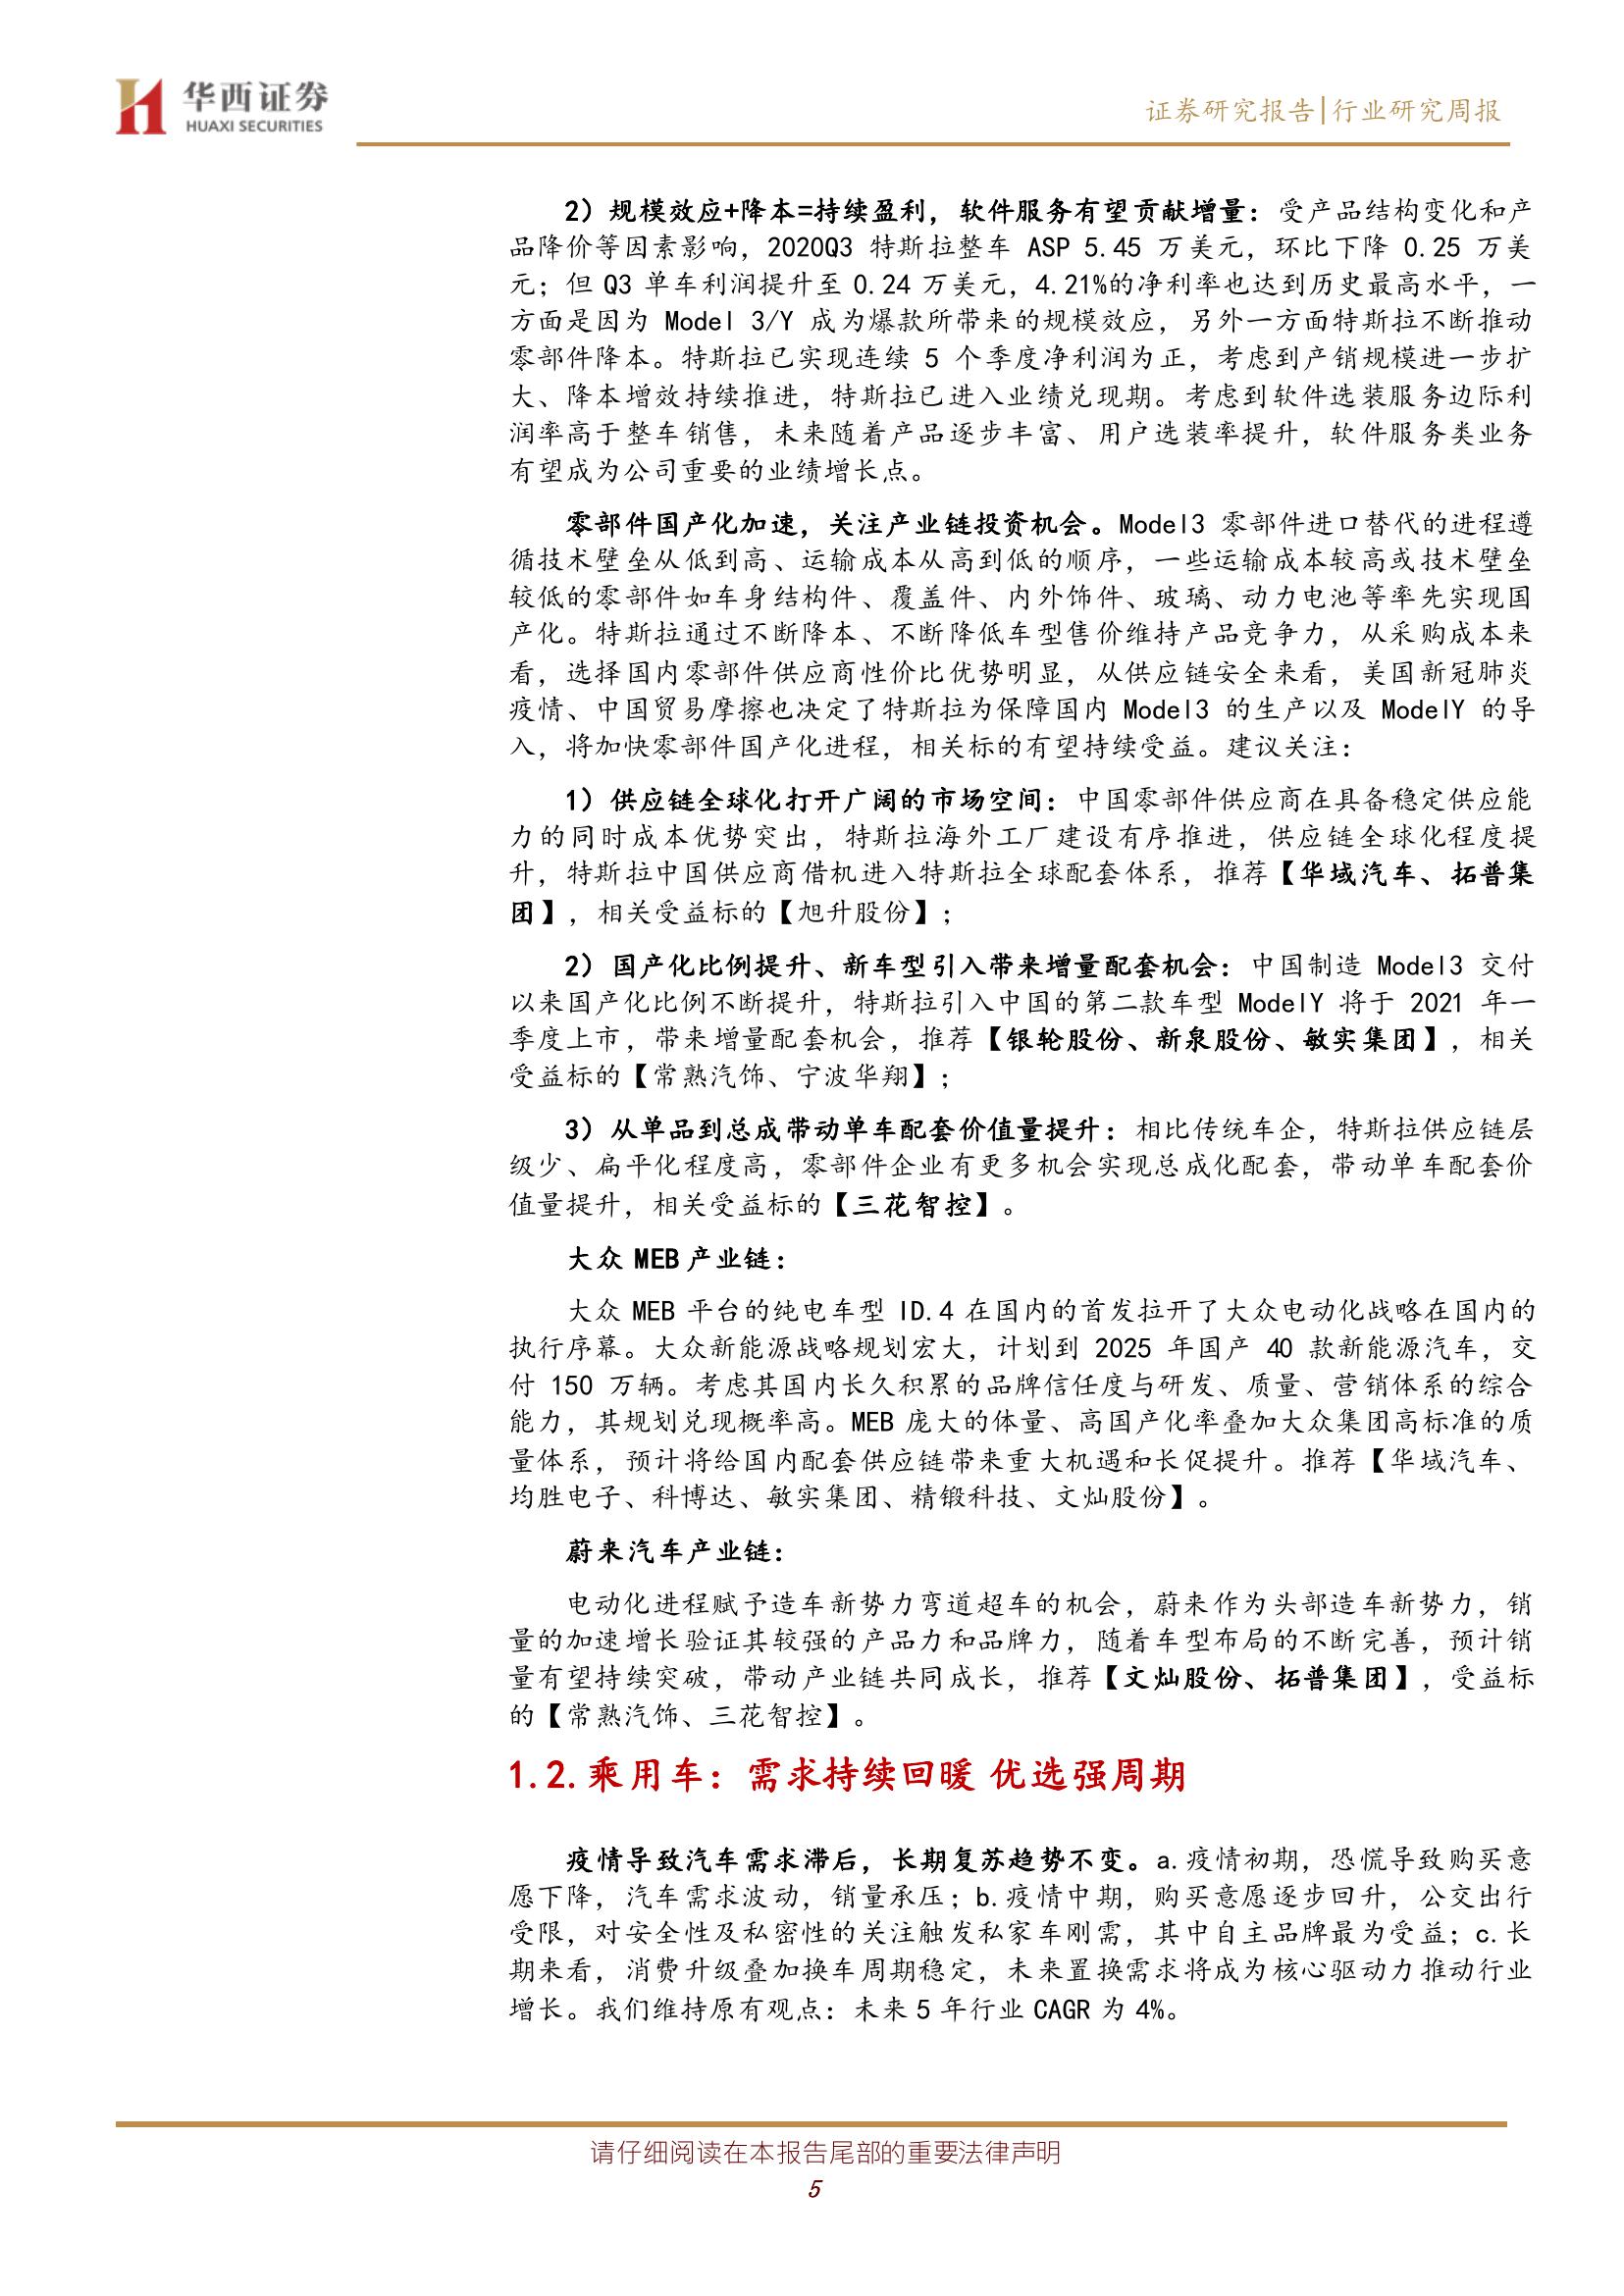 华西证券
HUAXI SECURITIES
证券研究报告|行业研究周报
2）规模效应+降本=持续盈利，软件服务有望贡献增量：受产品结构变化和产
品降价等因素影响，2020Q3 特斯拉整车 ASP 5.45 万美元，环比下降 0.25 万美
元；但 Q3 单车利润提升至 0.24 万美元，4.21%的净利率也达到历史最高水平，一
方面是因为 Model 3/Y 成为爆款所带来的规模效应，另外一方面特斯拉不断推动
零部件降本。特斯拉已实现连续 5 个季度净利润为正，考虑到产销规模进一步扩
大、降本增效持续推进，特斯拉已进入业绩兑现期。考虑到软件选装服务边际利
润率高于整车销售，未来随着产品逐步丰富、用户选装率提升，软件服务类业务
有望成为公司重要的业绩增长点。
零部件国产化加速，关注产业链投资机会。Model3 零部件进口替代的进程遵
循技术壁垒从低到高、运输成本从高到低的顺序，一些运输成本较高或技术壁垒
较低的零部件如车身结构件、覆盖件、内外饰件、玻璃、动力电池等率先实现国
产化。特斯拉通过不断降本、不断降低车型售价维持产品竞争力，从采购成本来
看，选择国内零部件供应商性价比优势明显，从供应链安全来看，美国新冠肺炎
疫情、中国贸易摩擦也决定了特斯拉为保障国内 Model3 的生产以及 ModelY 的导
入，将加快零部件国产化进程，相关标的有望持续受益。建议关注：
1）供应链全球化打开广阔的市场空间：中国零部件供应商在具备稳定供应能
力的同时成本优势突出，特斯拉海外工厂建设有序推进，供应链全球化程度提
升，特斯拉中国供应商借机进入特斯拉全球配套体系，推荐【华域汽车、拓普集
团】，相关受益标的【旭升股份】；
2）国产化比例提升、新车型引入带来增量配套机会：中国制造 Model3 交付
以来国产化比例不断提升，特斯拉引入中国的第二款车型 ModelY 将于 2021 年一
季度上市，带来增量配套机会，推荐【银轮股份、新泉股份、敏实集团】，相关
受益标的【常熟汽饰、宁波华翔】；
3）从单品到总成带动单车配套价值量提升：相比传统车企，特斯拉供应链层
级少、扁平化程度高，零部件企业有更多机会实现总成化配套，带动单车配套价
值量提升，相关受益标的【三花智控】。
大众 MEB 产业链：
大众 MEB 平台的纯电车型 ID.4 在国内的首发拉开了大众电动化战略在国内的
执行序幕。大众新能源战略规划宏大，计划到 2025 年国产 40 款新能源汽车，交
付 150 万辆。考虑其国内长久积累的品牌信任度与研发、质量、营销体系的综合
能力，其规划兑现概率高。MEB 庞大的体量、高国产化率叠加大众集团高标准的质
量体系，预计将给国内配套供应链带来重大机遇和长促提升。推荐【华域汽车、
均胜电子、科博达、敏实集团、精锻科技、文灿股份】。
蔚来汽车产业链：
电动化进程赋予造车新势力弯道超车的机会，蔚来作为头部造车新势力，销
量的加速增长验证其较强的产品力和品牌力，随着车型布局的不断完善，预计销
量有望持续突破，带动产业链共同成长，推荐【文灿股份、拓普集团】，受益标
的【常熟汽饰、三花智控】。
1.2.乘用车：需求持续回暖 优选强周期
疫情导致汽车需求滞后，长期复苏趋势不变。a.疫情初期，恐慌导致购买意
愿下降，汽车需求波动，销量承压；b.疫情中期，购买意愿逐步回升，公交出行
受限，对安全性及私密性的关注触发私家车刚需，其中自主品牌最为受益；c.长
期来看，消费升级叠加换车周期稳定，未来置换需求将成为核心驱动力推动行业
增长。我们维持原有观点：未来 5 年行业 CAGR 为 4%。
请仔细阅读在本报告尾部的重要法律声明
5